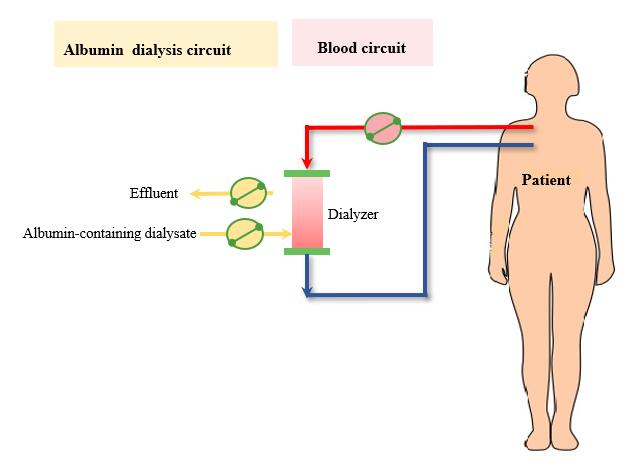 Albumin dialysis circuit
Blood circuit
Patient
Effluent
Albumin-containing dialysate
Dialyzer